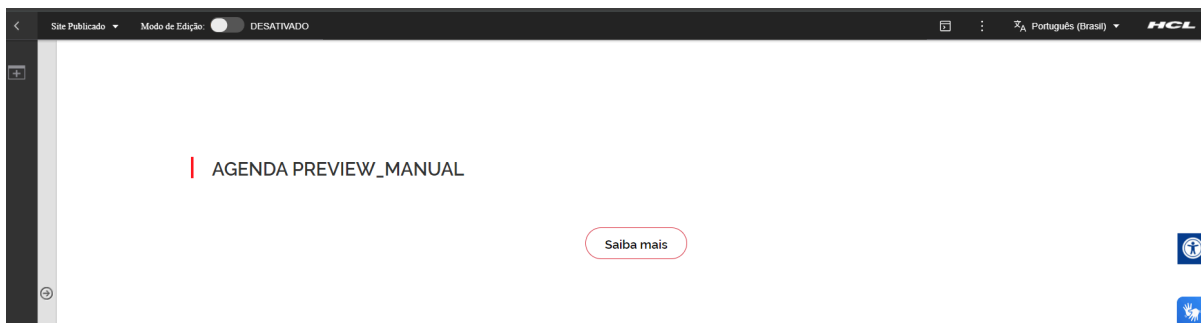 Site Publicado Modo de Edição: DESATIVADO Português (Brasil) HCL
AGENDA PREVIEW_MANUAL
Saiba mais